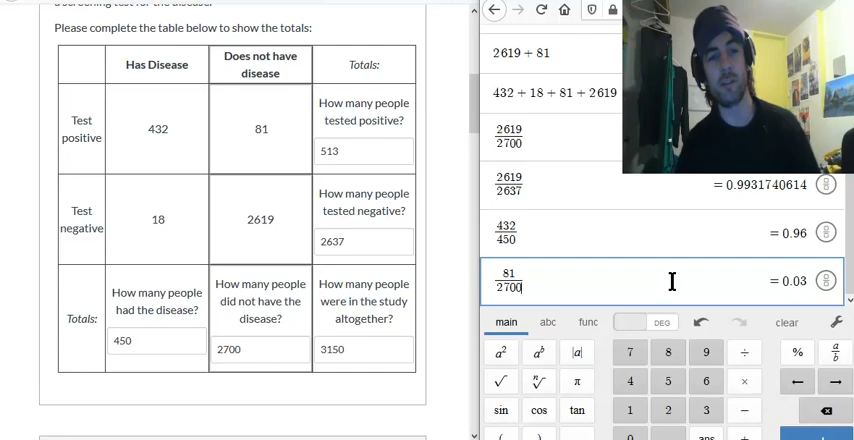 Please complete the table below to show the totals:
Has Disease
Does not have
disease
Totals:
Test
positive
432
81
How many people
tested positive?
513
Test
negative
18
2619
How many people
tested negative?
2637
Totals:
How many people
had the disease?
450
How many people
did not have the
disease?
2700
How many people
were in the study
altogether?
3150
2619 + 81
432 + 18 + 81 + 2619
2619
2700
2619
2637
= 0.9931740614
432
450
= 0.96
81
2700
= 0.03
main abc func DEG clear
a² aᵇ |a| 7 8 9 ÷ % a/b
√ ⁿ√ π 4 5 6 × ← →
sin cos tan 1 2 3 −
( ) 0 ans